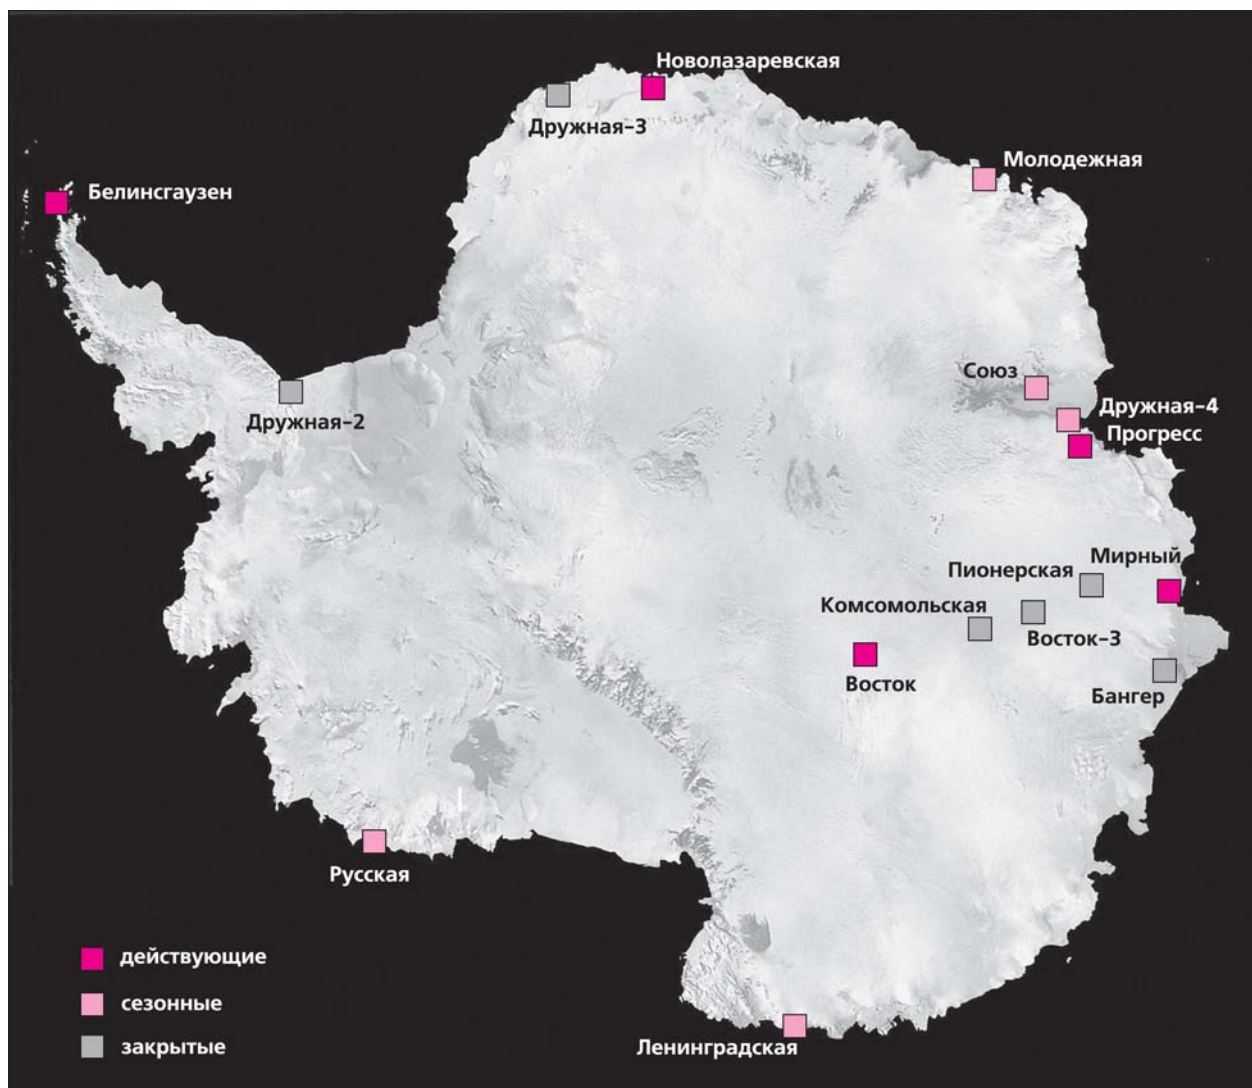 Новолазаревская
Дружная-3
Молодежная
Белинсгаузен
Союз
Дружная-4
Дружная-2
Прогресс
Мирный
Пионерская
Комсомольская
Восток-3
Восток
Бангер
Русская
действующие
сезонные
закрытые
Ленинградская